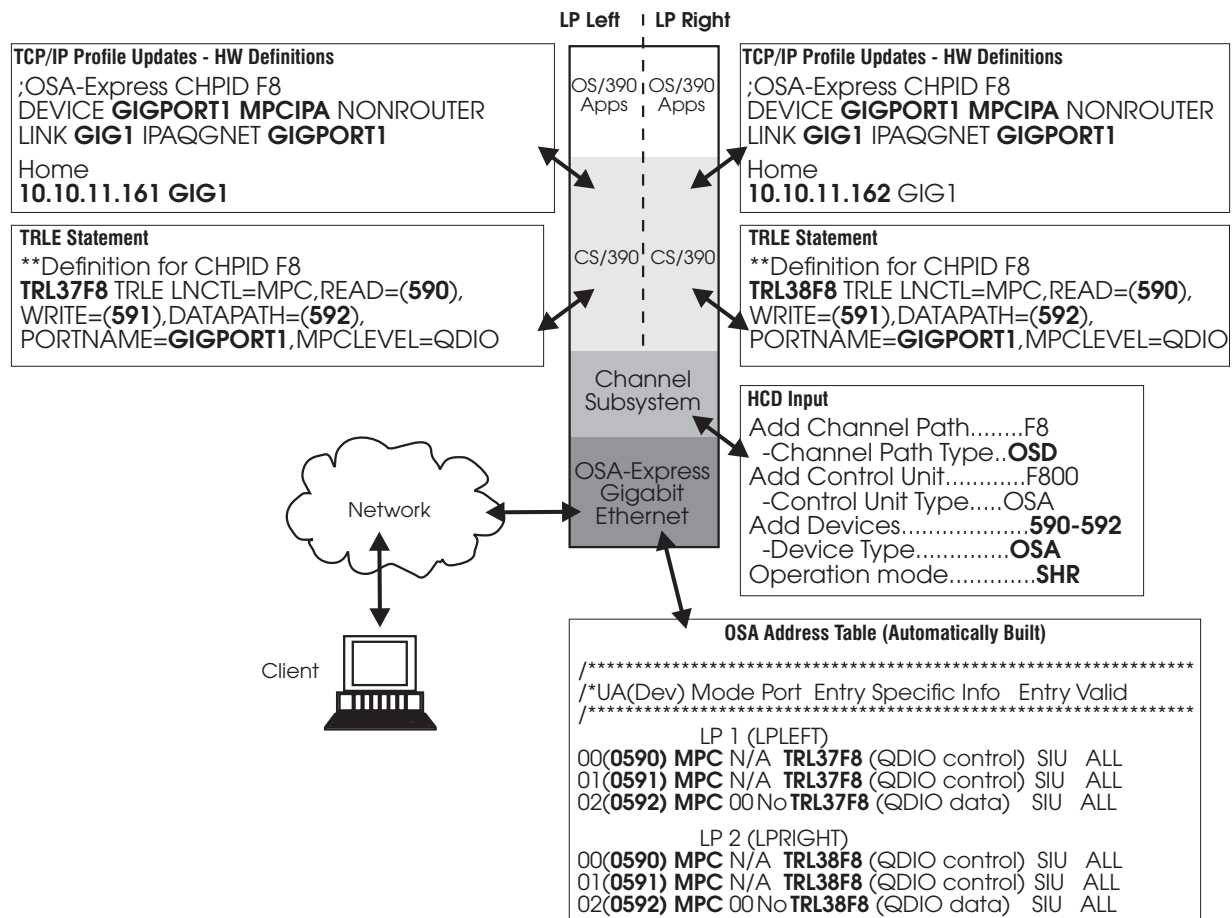 LP Left LP Right
TCP/IP Profile Updates - HW Definitions
;OSA-Express CHPID F8
DEVICE GIGPORT1 MPCIPA NONROUTER
LINK GIG1 IPAQGNET GIGPORT1
Home
10.10.11.161 GIG1
TRLE Statement
**Definition for CHPID F8
TRL37F8 TRLE LNCTL=MPC,READ=(590),
WRITE=(591),DATAPATH=(592),
PORTNAME=GIGPORT1,MPCLEVEL=QDIO
OS/390 Apps
OS/390 Apps
CS/390 CS/390
Channel
Subsystem
OSA-Express
Gigabit
Ethernet
TCP/IP Profile Updates - HW Definitions
;OSA-Express CHPID F8
DEVICE GIGPORT1 MPCIPA NONROUTER
LINK GIG1 IPAQGNET GIGPORT1
Home
10.10.11.162 GIG1
TRLE Statement
**Definition for CHPID F8
TRL38F8 TRLE LNCTL=MPC,READ=(590),
WRITE=(591),DATAPATH=(592),
PORTNAME=GIGPORT1,MPCLEVEL=QDIO
HCD Input
Add Channel Path........F8
-Channel Path Type..OSD
Add Control Unit............F800
-Control Unit Type.....OSA
Add Devices...................590-592
-Device Type..............OSA
Operation mode.............SHR
Network
Client
OSA Address Table (Automatically Built)
/*****************************************************************
/*UA(Dev) Mode Port Entry Specific Info Entry Valid
/*****************************************************************
LP 1 (LPLEFT)
00(0590) MPC N/A TRL37F8 (QDIO control) SIU ALL
01(0591) MPC N/A TRL37F8 (QDIO control) SIU ALL
02(0592) MPC 00 No TRL37F8 (QDIO data) SIU ALL
LP 2 (LPRIGHT)
00(0590) MPC N/A TRL38F8 (QDIO control) SIU ALL
01(0591) MPC N/A TRL38F8 (QDIO control) SIU ALL
02(0592) MPC 00 No TRL38F8 (QDIO data) SIU ALL